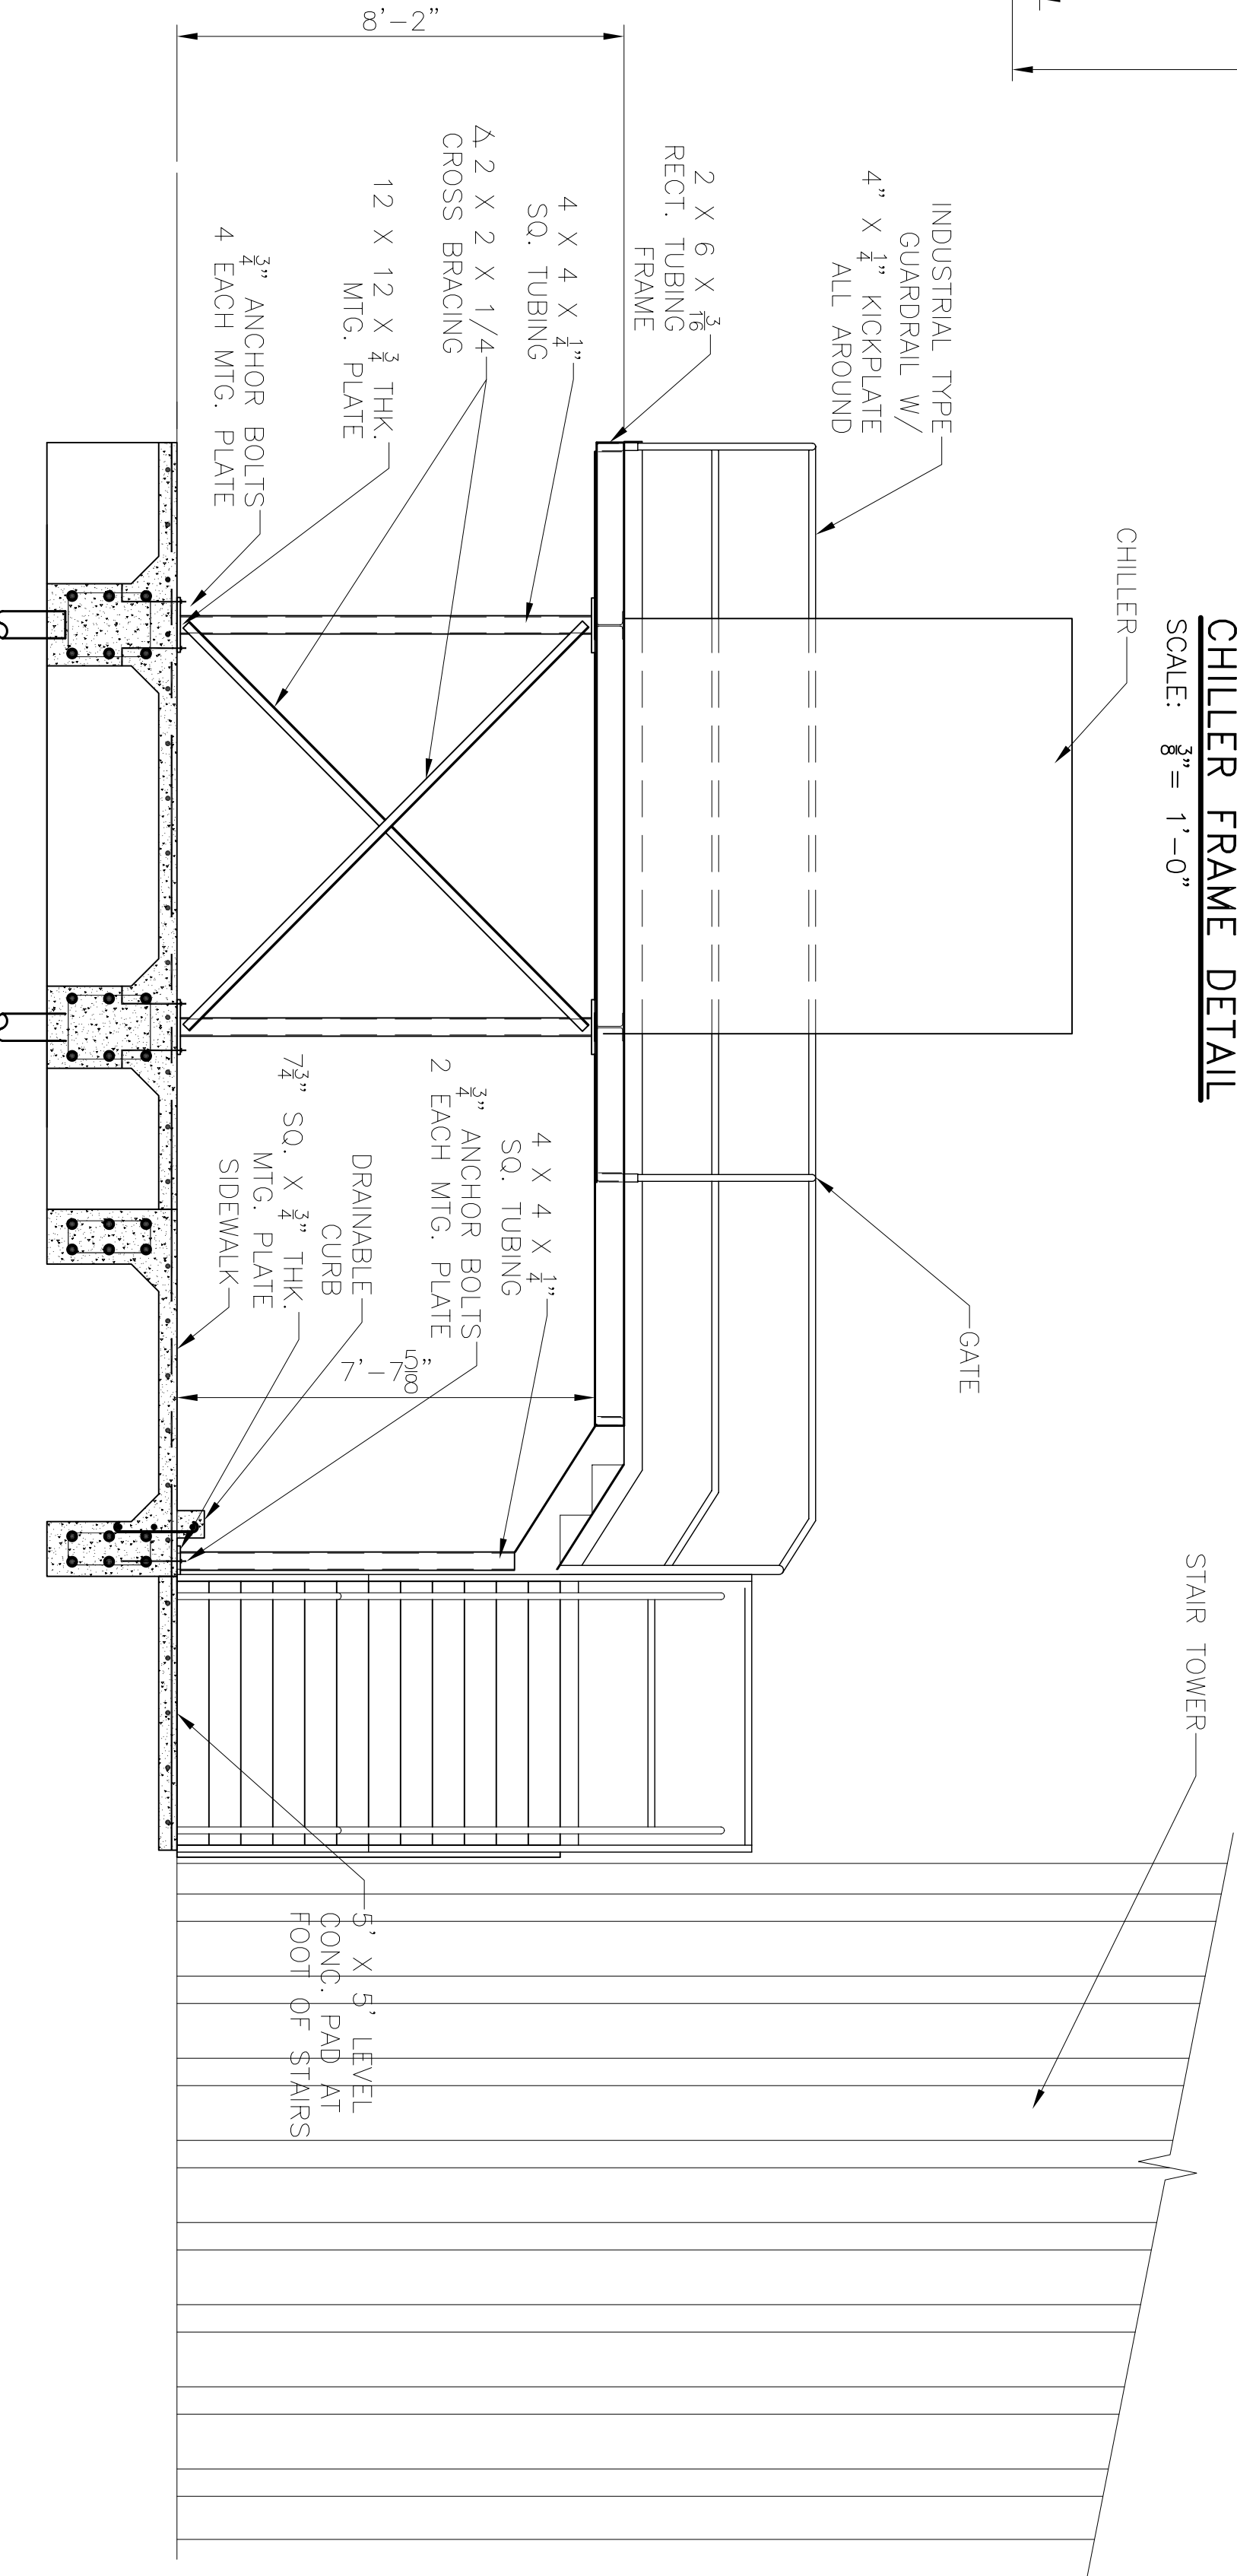 CHILLER FRAME DETAIL
SCALE: 3/8" = 1'-0"
CHILLER
STAIR TOWER
INDUSTRIAL TYPE
GUARDRAIL W/
4" X 1/4" KICKPLATE
ALL AROUND
GATE
2 X 6 X 3/16
RECT. TUBING
FRAME
4 X 4 X 1/4"
SQ. TUBING
∡ 2 X 2 X 1/4
CROSS BRACING
12 X 12 X 3/4 THK.
MTG. PLATE
3/4" ANCHOR BOLTS
4 EACH MTG. PLATE
8'-2"
4 X 4 X 1/4"
SQ. TUBING
3/4" ANCHOR BOLTS
2 EACH MTG. PLATE
7'-7 5/8"
DRAINABLE
CURB
7 3/4" SQ. X 3/4" THK.
MTG. PLATE
SIDEWALK
5' X 5' LEVEL
CONC. PAD AT
FOOT OF STAIRS